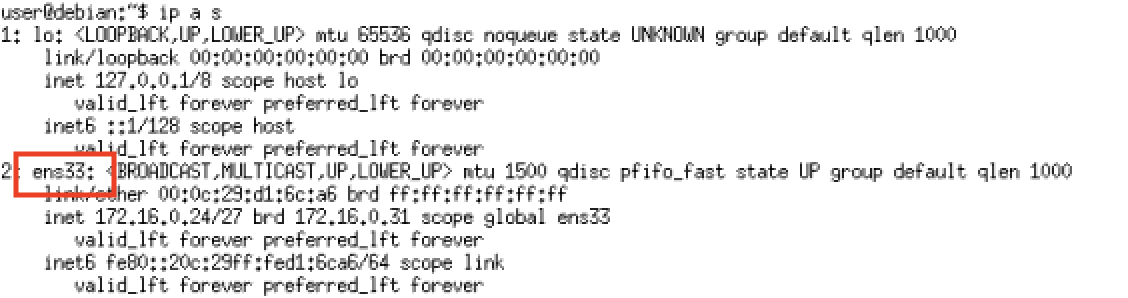 user@debian:~$ ip a s
1: lo: <LOOPBACK,UP,LOWER_UP> mtu 65536 qdisc noqueue state UNKNOWN group default qlen 1000
link/loopback 00:00:00:00:00:00 brd 00:00:00:00:00:00
inet 127.0.0.1/8 scope host lo
valid_lft forever preferred_lft forever
inet6 ::1/128 scope host
valid_lft forever preferred_lft forever
2: ens33: <BROADCAST,MULTICAST,UP,LOWER_UP> mtu 1500 qdisc pfifo_fast state UP group default qlen 1000
link/ether 00:0c:29:d1:6c:a6 brd ff:ff:ff:ff:ff:ff
inet 172.16.0.24/27 brd 172.16.0.31 scope global ens33
valid_lft forever preferred_lft forever
inet6 fe80::20c:29ff:fed1:6ca6/64 scope link
valid_lft forever preferred_lft forever